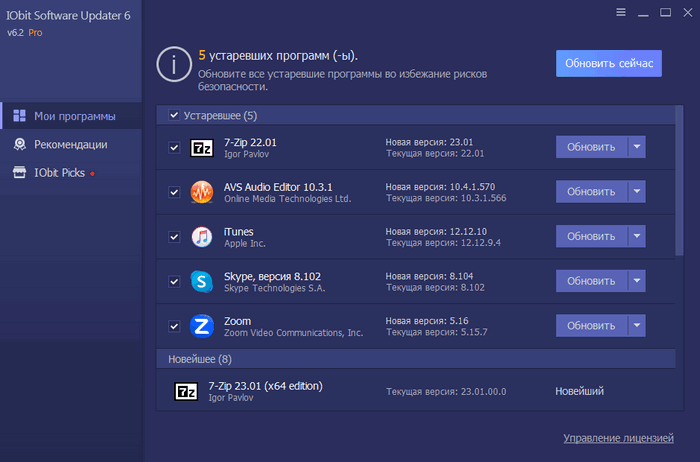 IObit Software Updater 6
v6.2 Pro
Мои программы
Рекомендации
IObit Picks
5 устаревших программ (-ы).
Обновите все устаревшие программы во избежание рисков
безопасности.
Обновить сейчас
Устаревшее (5)
7-Zip 22.01
Igor Pavlov
Новая версия: 23.01
Текущая версия: 22.01
Обновить
AVS Audio Editor 10.3.1
Online Media Technologies Ltd.
Новая версия: 10.4.1.570
Текущая версия: 10.3.1.566
Обновить
iTunes
Apple Inc.
Новая версия: 12.12.10
Текущая версия: 12.12.9.4
Обновить
Skype, версия 8.102
Skype Technologies S.A.
Новая версия: 8.104
Текущая версия: 8.102
Обновить
Zoom
Zoom Video Communications, Inc.
Новая версия: 5.16
Текущая версия: 5.15.7
Обновить
Новейшее (8)
7-Zip 23.01 (x64 edition)
Igor Pavlov
Текущая версия: 23.01.00.0
Новейший
Управление лицензией